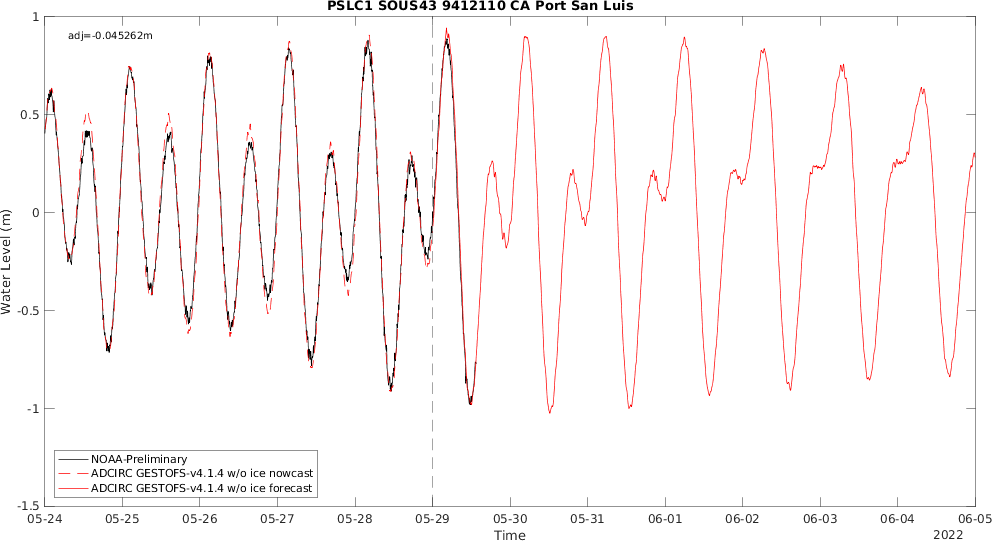 PSLC1 SOUS43 9412110 CA Port San Luis
adj=-0.045262m
1
0.5
0
-0.5
-1
-1.5
Water Level (m)
NOAA-Preliminary
ADCIRC GESTOFS-v4.1.4 w/o ice nowcast
ADCIRC GESTOFS-v4.1.4 w/o ice forecast
05-24 05-25 05-26 05-27 05-28 05-29 05-30 05-31 06-01 06-02 06-03 06-04 06-05
Time
2022